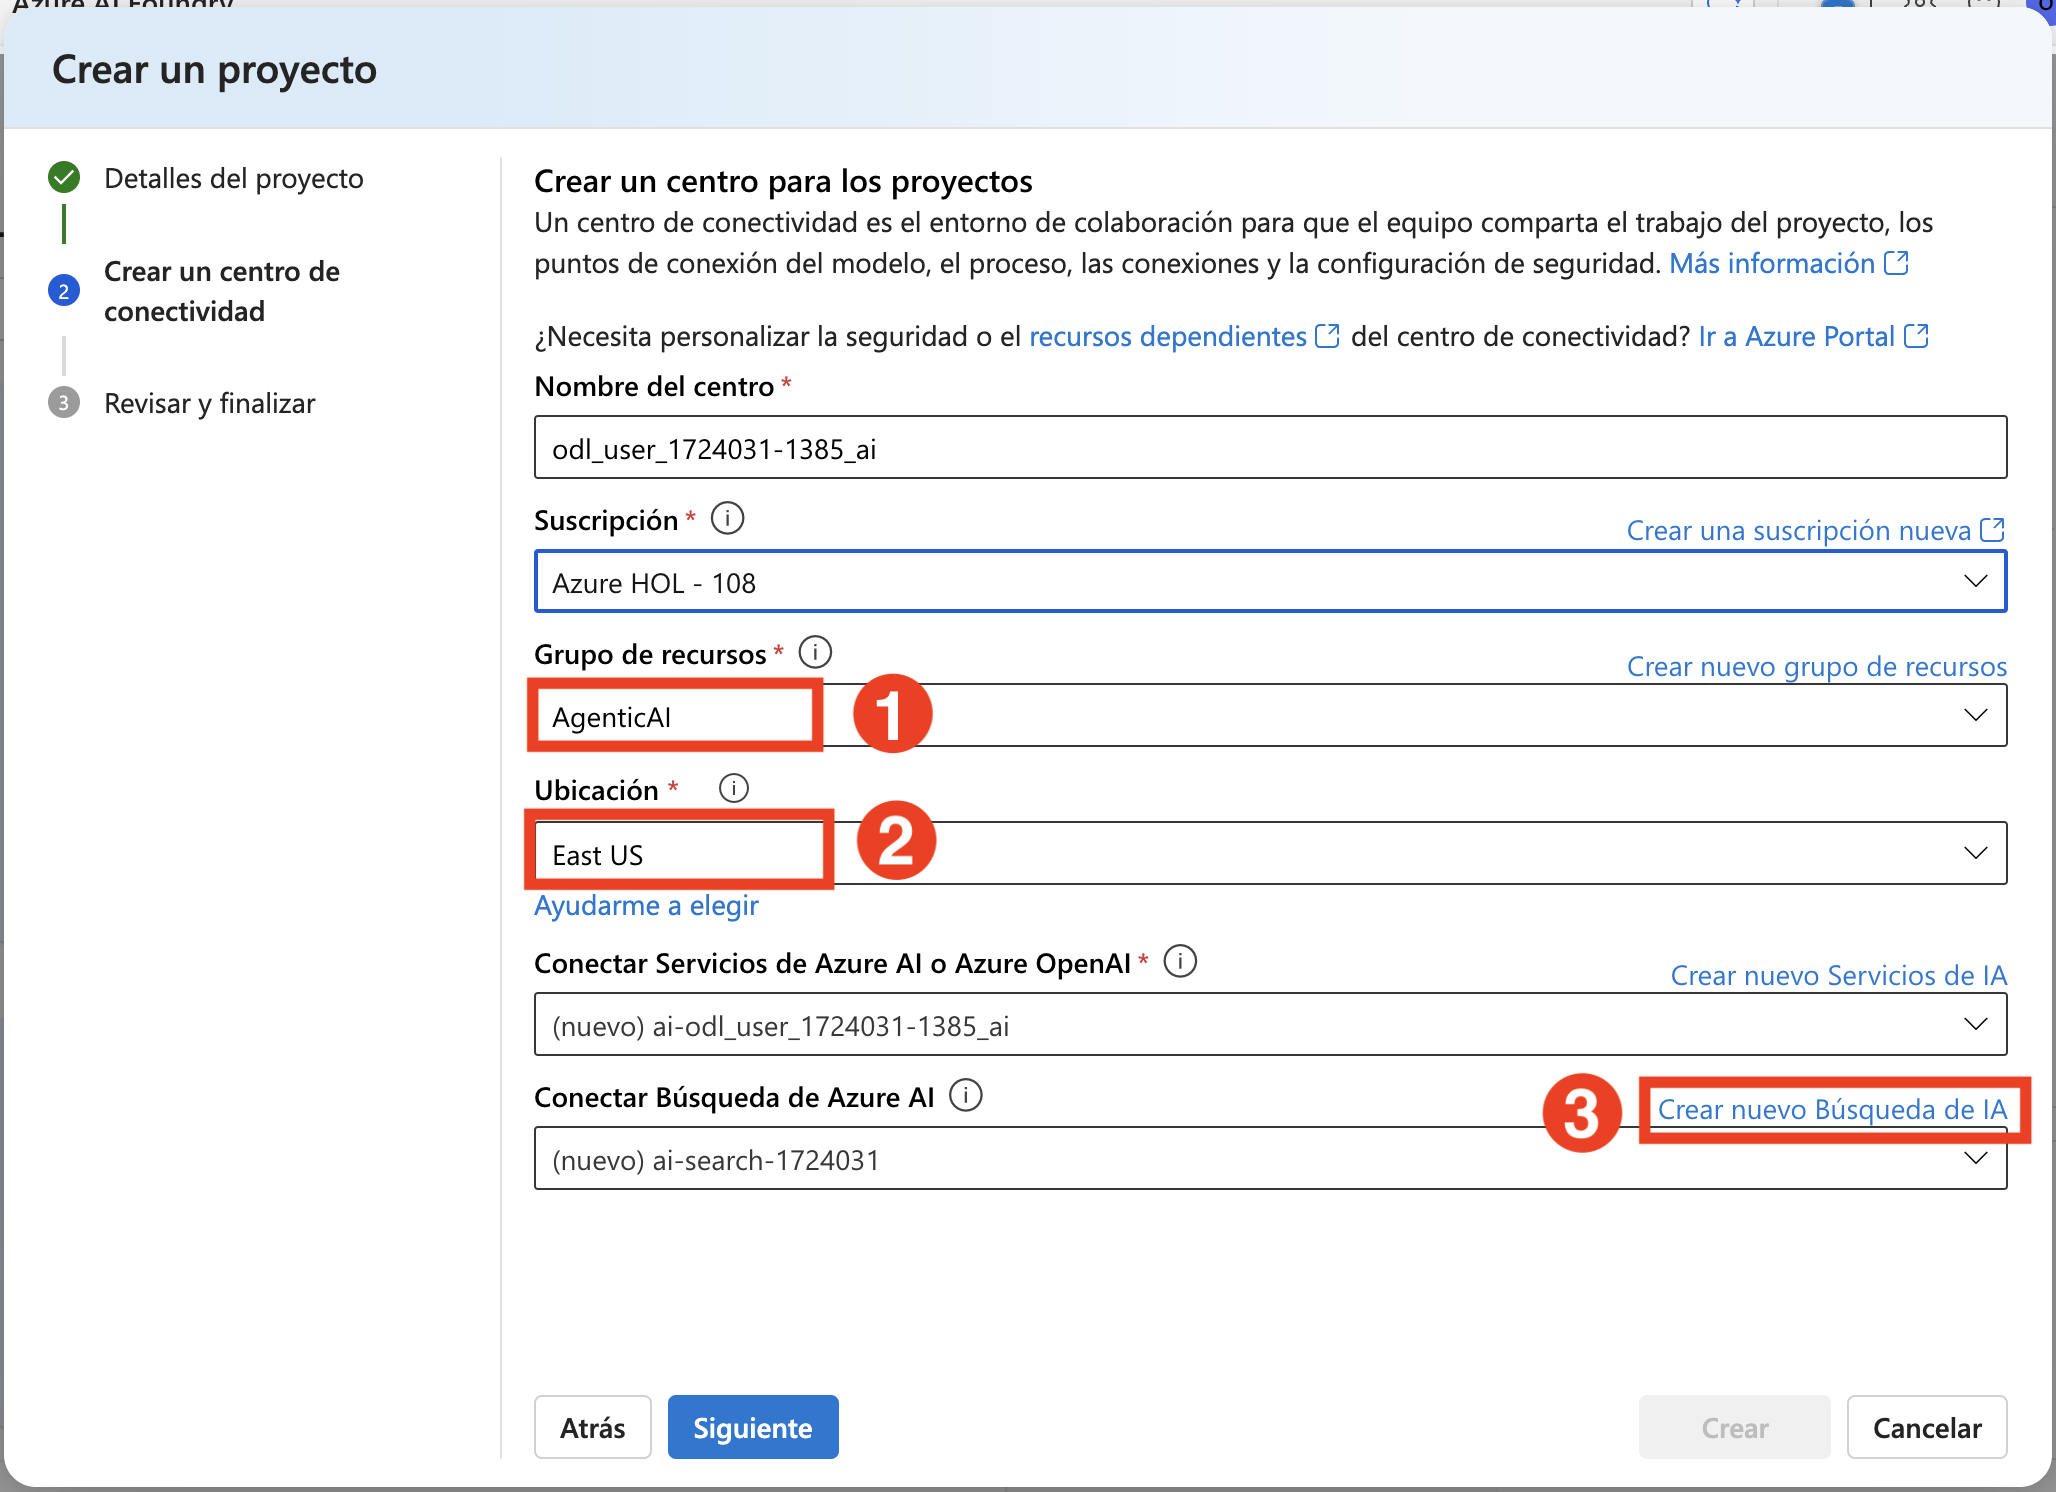 Azure AI Foundry
Crear un proyecto
Detalles del proyecto
2
Crear un centro de
conectividad
3
Revisar y finalizar
Crear un centro para los proyectos
Un centro de conectividad es el entorno de colaboración para que el equipo comparta el trabajo del proyecto, los
puntos de conexión del modelo, el proceso, las conexiones y la configuración de seguridad. Más información
¿Necesita personalizar la seguridad o el recursos dependientes del centro de conectividad? Ir a Azure Portal
Nombre del centro *
odl_user_1724031-1385_ai
Suscripción * i
Crear una suscripción nueva
Azure HOL - 108
Grupo de recursos * i
Crear nuevo grupo de recursos
AgenticAI
1
Ubicación * i
East US
2
Ayudarme a elegir
Conectar Servicios de Azure AI o Azure OpenAI * i
Crear nuevo Servicios de IA
(nuevo) ai-odl_user_1724031-1385_ai
Conectar Búsqueda de Azure AI i
3
Crear nuevo Búsqueda de IA
(nuevo) ai-search-1724031
Atrás
Siguiente
Crear
Cancelar